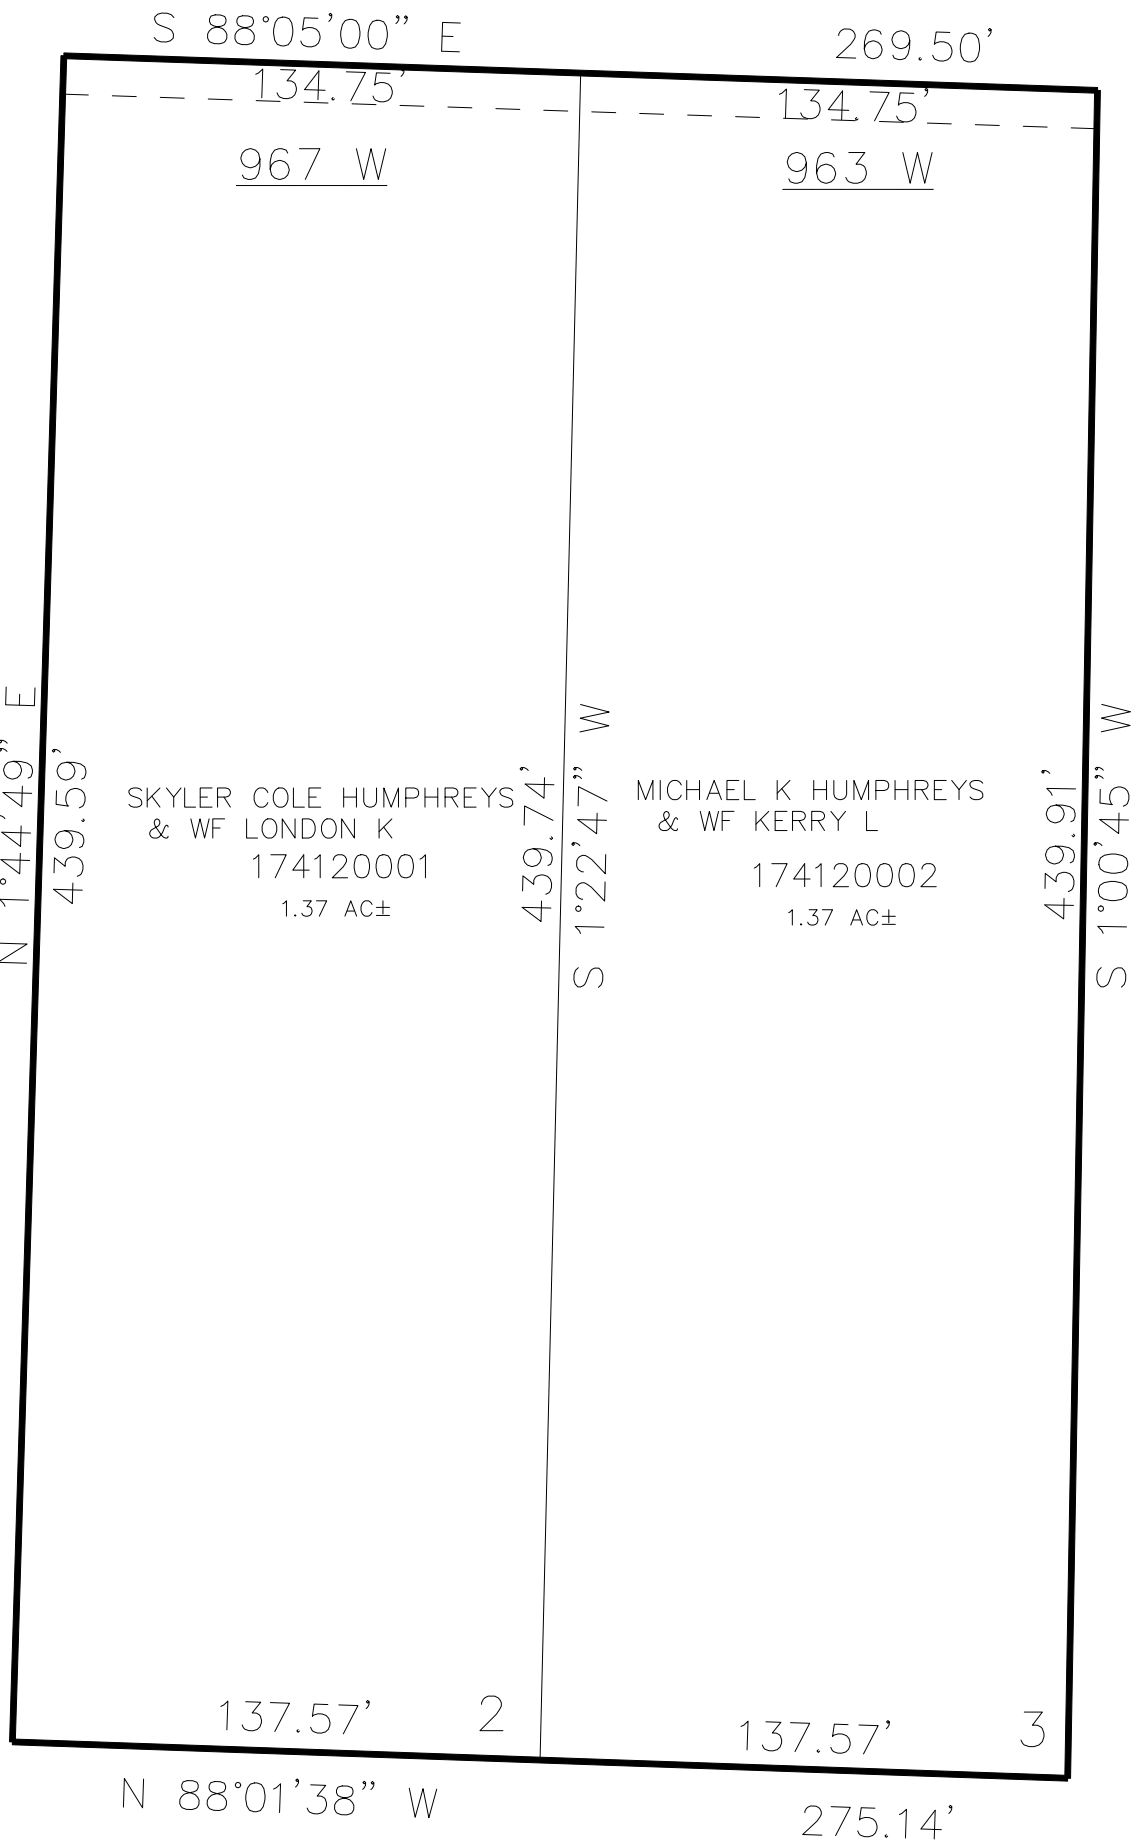 S 88°05'00" E
269.50'
134.75'
134.75'
967 W
963 W
N 1°44'49" E
439.59'
SKYLER COLE HUMPHREYS
& WF LONDON K
174120001
1.37 AC±
439.74'
S 1°22'47" W
MICHAEL K HUMPHREYS
& WF KERRY L
174120002
1.37 AC±
439.91'
S 1°00'45" W
137.57'
2
137.57'
3
N 88°01'38" W
275.14'